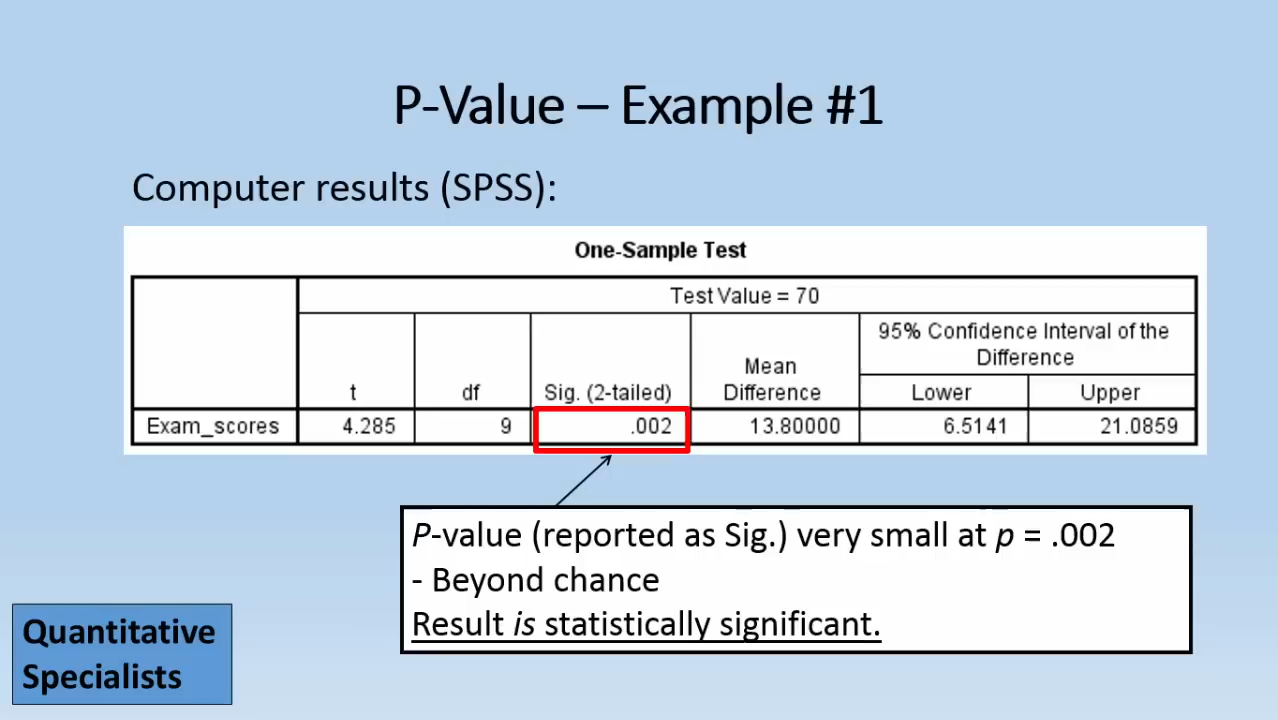 P-Value – Example #1
Computer results (SPSS):
One-Sample Test
Test Value = 70
95% Confidence Interval of the
Difference
Mean
t df Sig. (2-tailed) Difference Lower Upper
Exam_scores 4.285 9 .002 13.80000 6.5141 21.0859
P-value (reported as Sig.) very small at p = .002
- Beyond chance
Result is statistically significant.
Quantitative
Specialists